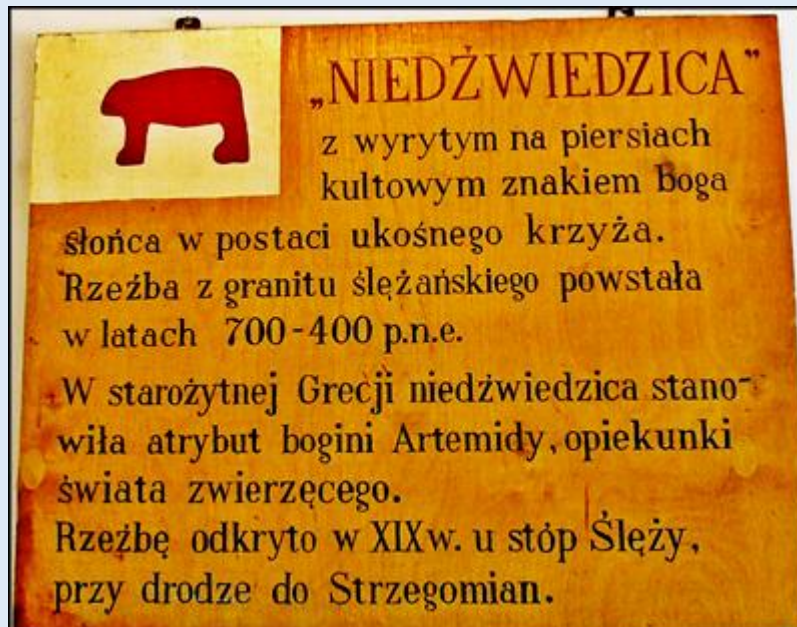 „NIEDŹWIEDZICA”
z wyrytym na piersiach
kultowym znakiem boga
słońca w postaci ukośnego krzyża.
Rzeźba z granitu ślężańskiego powstała
w latach 700-400 p.n.e.
W starożytnej Grecji niedźwiedzica stano-
wiła atrybut bogini Artemidy, opiekunki
świata zwierzęcego.
Rzeźbę odkryto w XIX w. u stóp Ślęży,
przy drodze do Strzegomian.